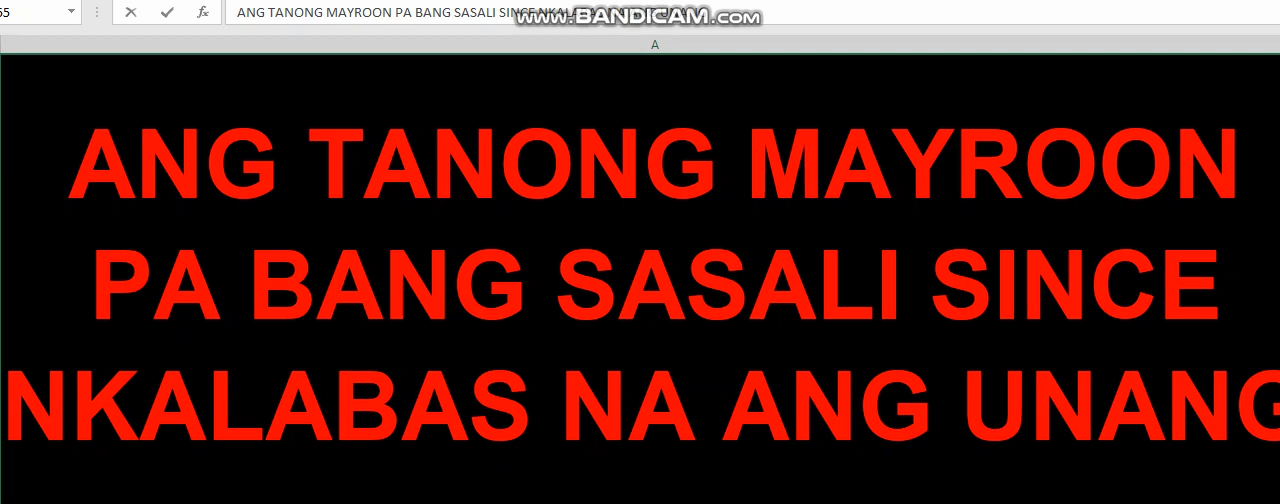 55
ANG TANONG MAYROON PA BANG SASALI SINCE
www.BANDICAM.com
A
ANG TANONG MAYROON
PA BANG SASALI SINCE
NKALABAS NA ANG UNANG